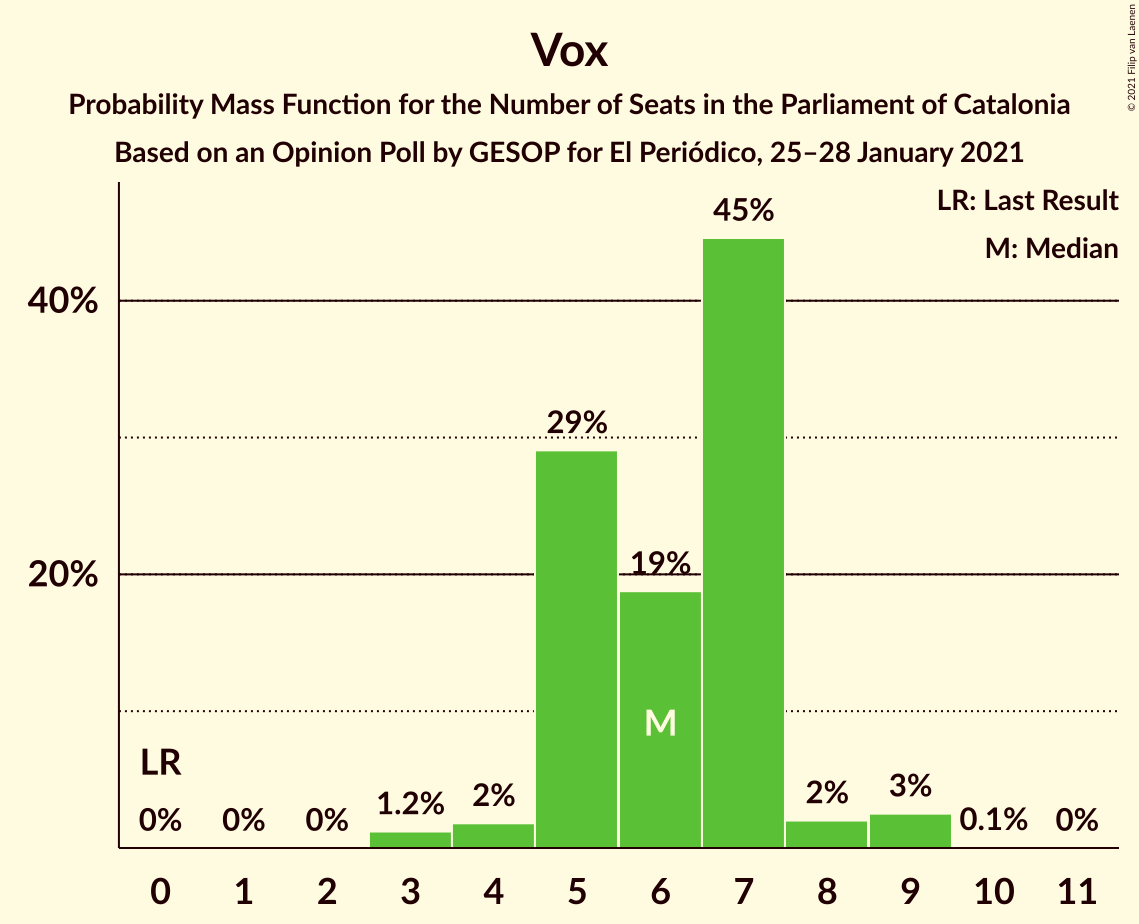 Vox
Probability Mass Function for the Number of Seats in the Parliament of Catalonia
Based on an Opinion Poll by GESOP for El Periódico, 25–28 January 2021
© 2021 Filip van Laenen
LR: Last Result
M: Median
45%
40%
29%
20%
19%
M
LR
0% 0% 0% 1.2% 2% 2% 3% 0.1% 0%
0 1 2 3 4 5 6 7 8 9 10 11